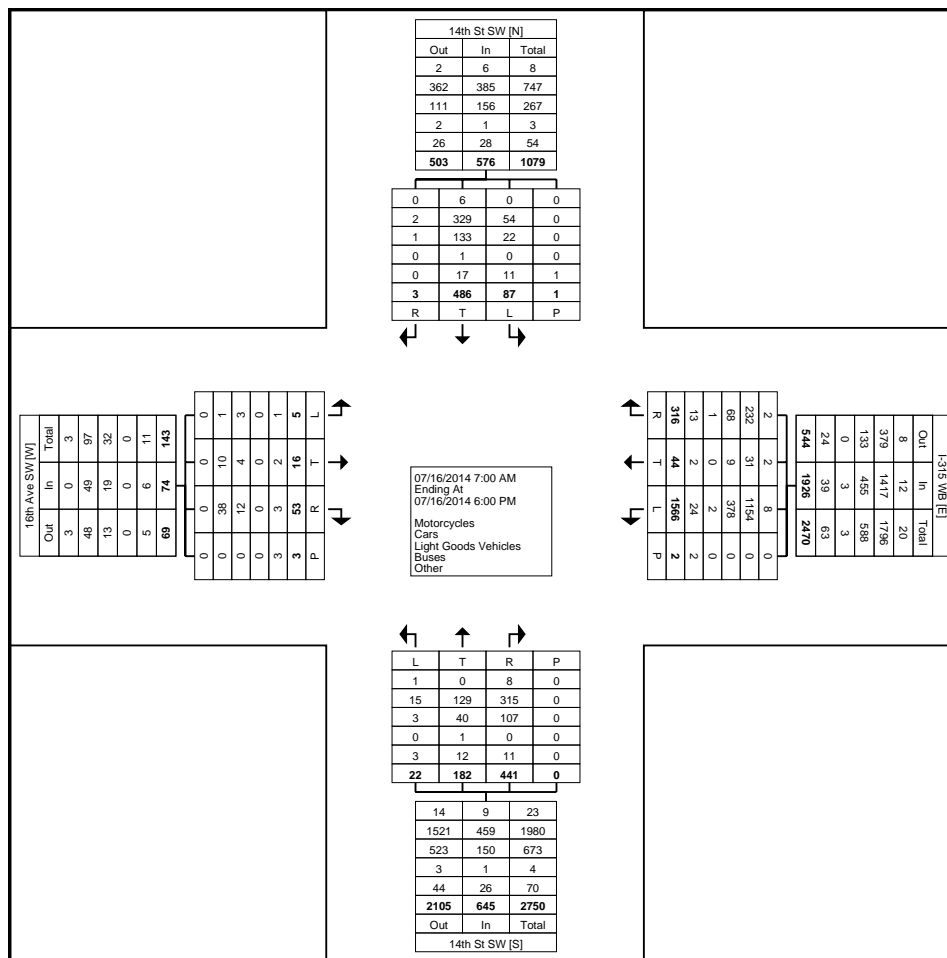 14th St SW [N]
Out In Total
2 6 8
362 385 747
111 156 267
2 1 3
26 28 54
503 576 1079
0 6 0 0
2 329 54 0
1 133 22 0
0 1 0 0
0 17 11 1
3 486 87 1
R T L P
16th Ave SW [W]
Total In Out
3 0 3
97 49 48
32 19 13
0 0 0
11 6 5
143 74 69
0 0 0 0
1 10 38 0
3 4 12 0
0 0 0 0
1 2 3 3
5 16 53 3
L T R P
07/16/2014 7:00 AM
Ending At
07/16/2014 6:00 PM
Motorcycles
Cars
Light Goods Vehicles
Buses
Other
I-315 WB [E]
Out In Total
8 12 20
379 1417 1796
133 455 588
0 3 3
24 39 63
544 1926 2470
2 2 8 0
232 31 1154 0
68 9 378 0
1 0 2 0
13 2 24 2
316 44 1566 2
R T L P
L T R P
1 0 8 0
15 129 315 0
3 40 107 0
0 1 0 0
3 12 11 0
22 182 441 0
14 9 23
1521 459 1980
523 150 673
3 1 4
44 26 70
2105 645 2750
Out In Total
14th St SW [S]